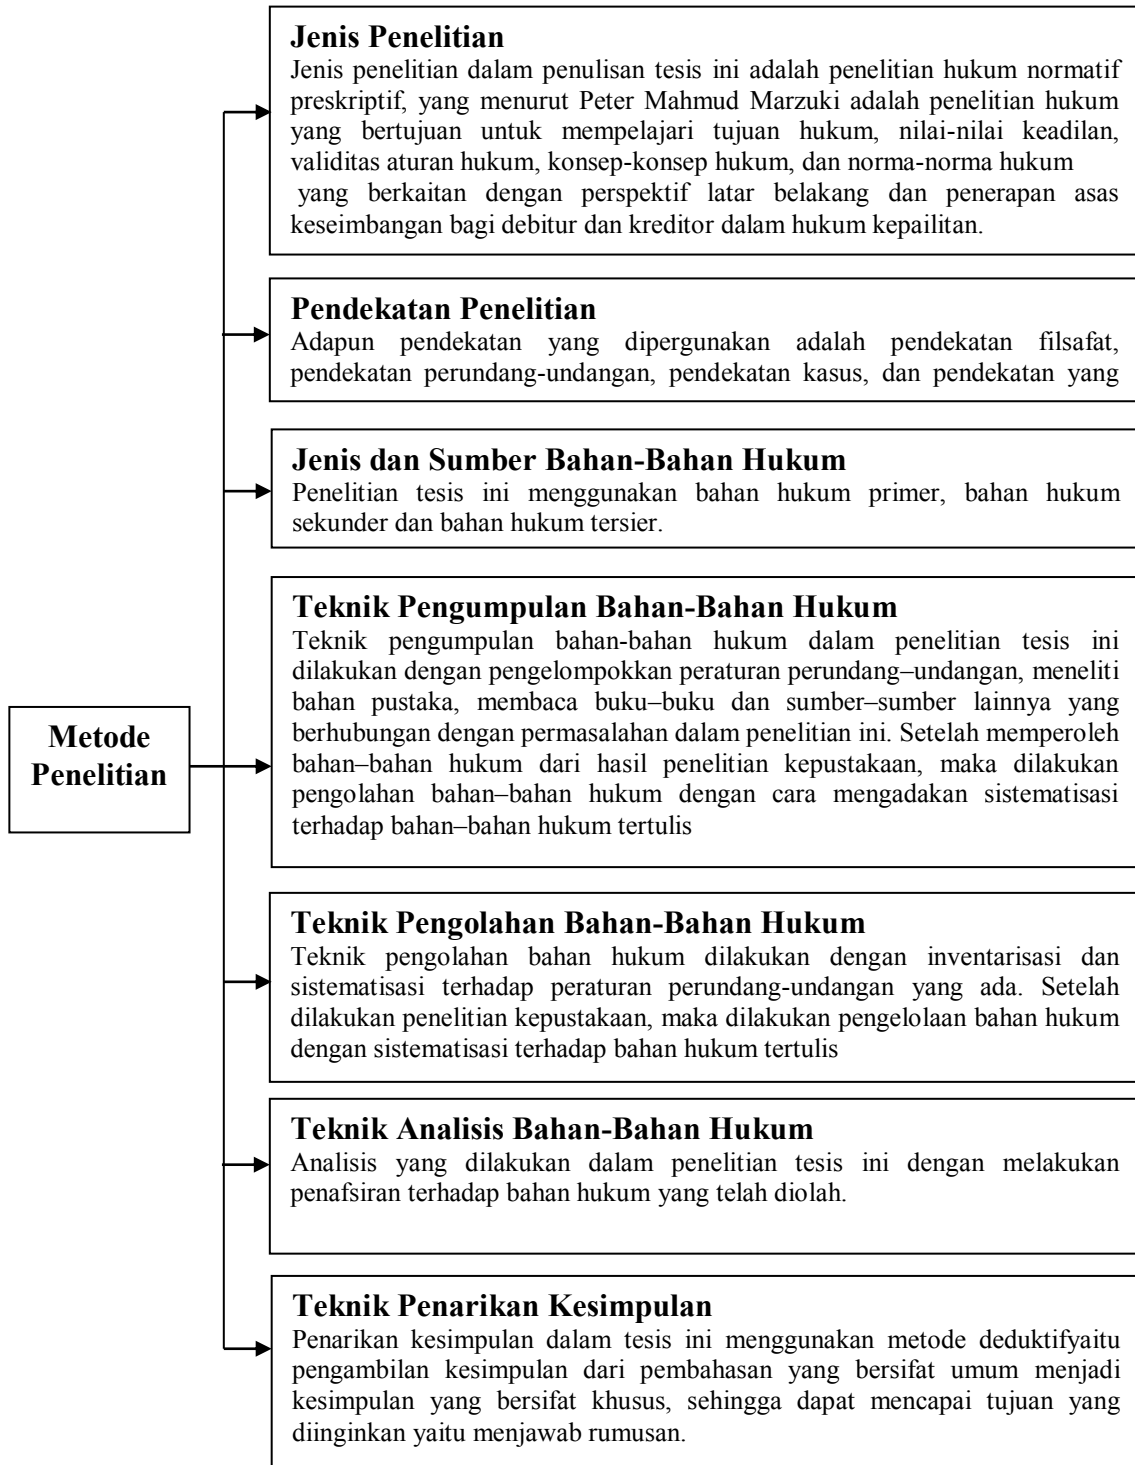 Jenis Penelitian
Jenis penelitian dalam penulisan tesis ini adalah penelitian hukum normatif
preskriptif, yang menurut Peter Mahmud Marzuki adalah penelitian hukum
yang bertujuan untuk mempelajari tujuan hukum, nilai-nilai keadilan,
validitas aturan hukum, konsep-konsep hukum, dan norma-norma hukum
yang berkaitan dengan perspektif latar belakang dan penerapan asas
keseimbangan bagi debitur dan kreditor dalam hukum kepailitan.
Pendekatan Penelitian
Adapun pendekatan yang dipergunakan adalah pendekatan filsafat,
pendekatan perundang-undangan, pendekatan kasus, dan pendekatan yang
Jenis dan Sumber Bahan-Bahan Hukum
Penelitian tesis ini menggunakan bahan hukum primer, bahan hukum
sekunder dan bahan hukum tersier.
Metode
Penelitian
Teknik Pengumpulan Bahan-Bahan Hukum
Teknik pengumpulan bahan-bahan hukum dalam penelitian tesis ini
dilakukan dengan pengelompokkan peraturan perundang–undangan, meneliti
bahan pustaka, membaca buku–buku dan sumber–sumber lainnya yang
berhubungan dengan permasalahan dalam penelitian ini. Setelah memperoleh
bahan–bahan hukum dari hasil penelitian kepustakaan, maka dilakukan
pengolahan bahan–bahan hukum dengan cara mengadakan sistematisasi
terhadap bahan–bahan hukum tertulis
Teknik Pengolahan Bahan-Bahan Hukum
Teknik pengolahan bahan hukum dilakukan dengan inventarisasi dan
sistematisasi terhadap peraturan perundang-undangan yang ada. Setelah
dilakukan penelitian kepustakaan, maka dilakukan pengelolaan bahan hukum
dengan sistematisasi terhadap bahan hukum tertulis
Teknik Analisis Bahan-Bahan Hukum
Analisis yang dilakukan dalam penelitian tesis ini dengan melakukan
penafsiran terhadap bahan hukum yang telah diolah.
Teknik Penarikan Kesimpulan
Penarikan kesimpulan dalam tesis ini menggunakan metode deduktifyaitu
pengambilan kesimpulan dari pembahasan yang bersifat umum menjadi
kesimpulan yang bersifat khusus, sehingga dapat mencapai tujuan yang
diinginkan yaitu menjawab rumusan.